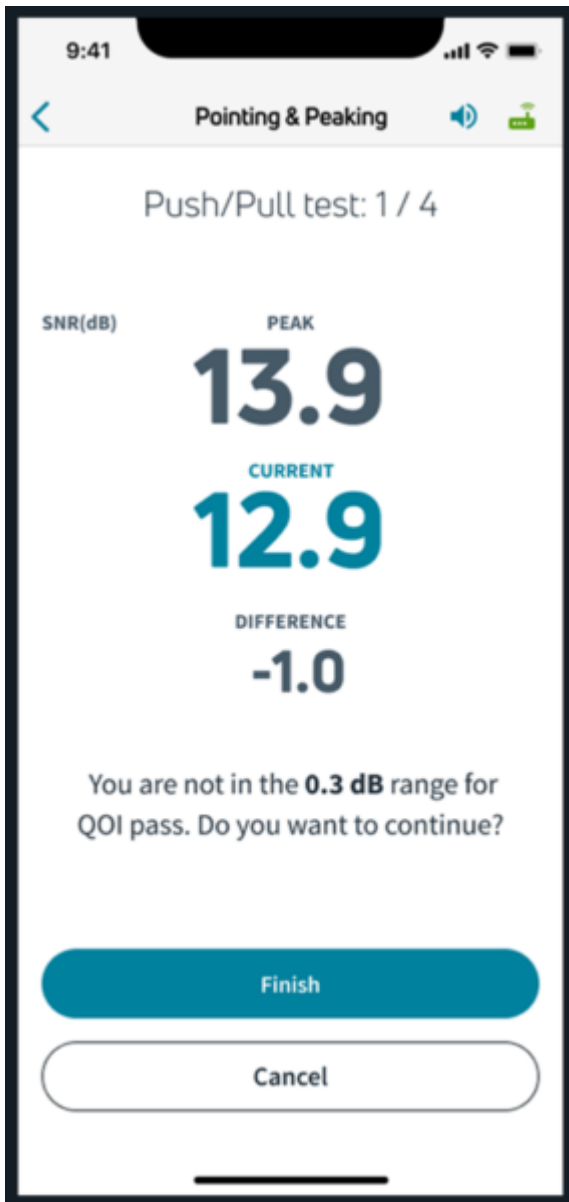 9:41
Pointing & Peaking
Push/Pull test: 1 / 4
SNR(dB)
PEAK
13.9
CURRENT
12.9
DIFFERENCE
-1.0
You are not in the 0.3 dB range for
QOI pass. Do you want to continue?
Finish
Cancel